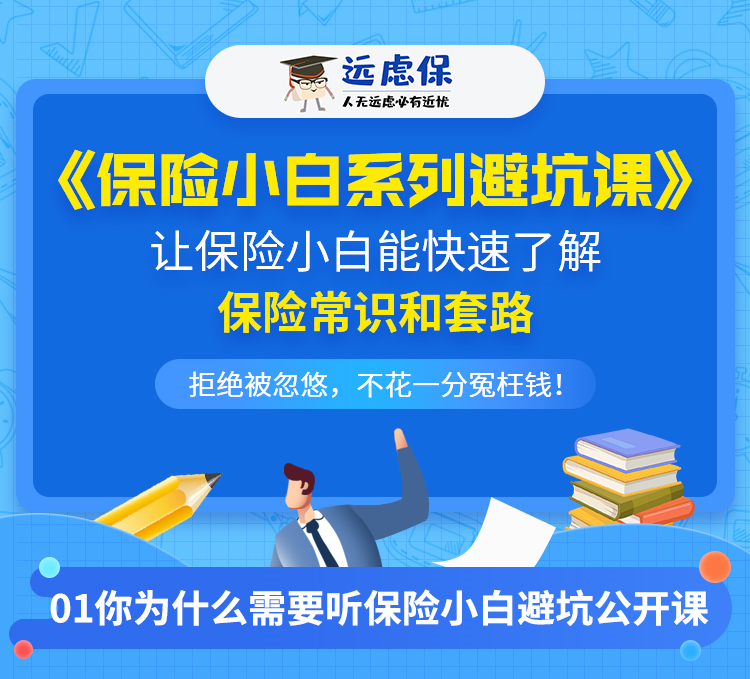 远虑保
人无远虑必有近忧
《保险小白系列避坑课》
让保险小白能快速了解
保险常识和套路
拒绝被忽悠，不花一分冤枉钱！
01你为什么需要听保险小白避坑公开课